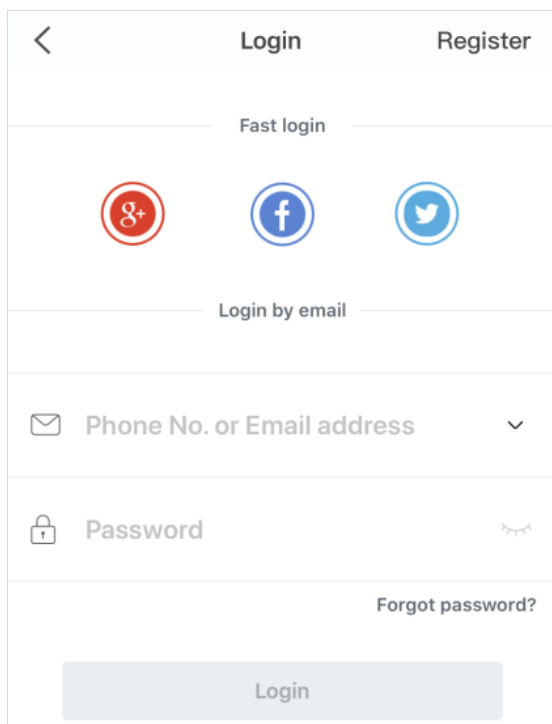 Login Register
Fast login
g+ f
Login by email
Phone No. or Email address
Password
Forgot password?
Login